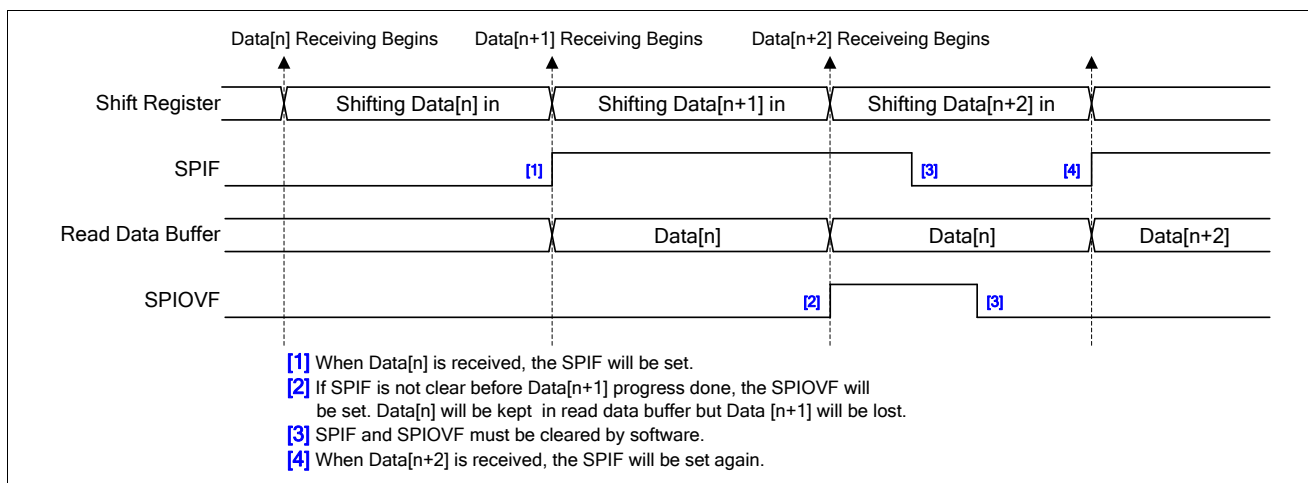 Data[n] Receiving Begins Data[n+1] Receiving Begins Data[n+2] Receiveing Begins
Shift Register Shifting Data[n] in Shifting Data[n+1] in Shifting Data[n+2] in
SPIF [1] [3] [4]
Read Data Buffer Data[n] Data[n] Data[n+2]
SPIOVF [2] [3]
[1] When Data[n] is received, the SPIF will be set.
[2] If SPIF is not clear before Data[n+1] progress done, the SPIOVF will
be set. Data[n] will be kept in read data buffer but Data [n+1] will be lost.
[3] SPIF and SPIOVF must be cleared by software.
[4] When Data[n+2] is received, the SPIF will be set again.